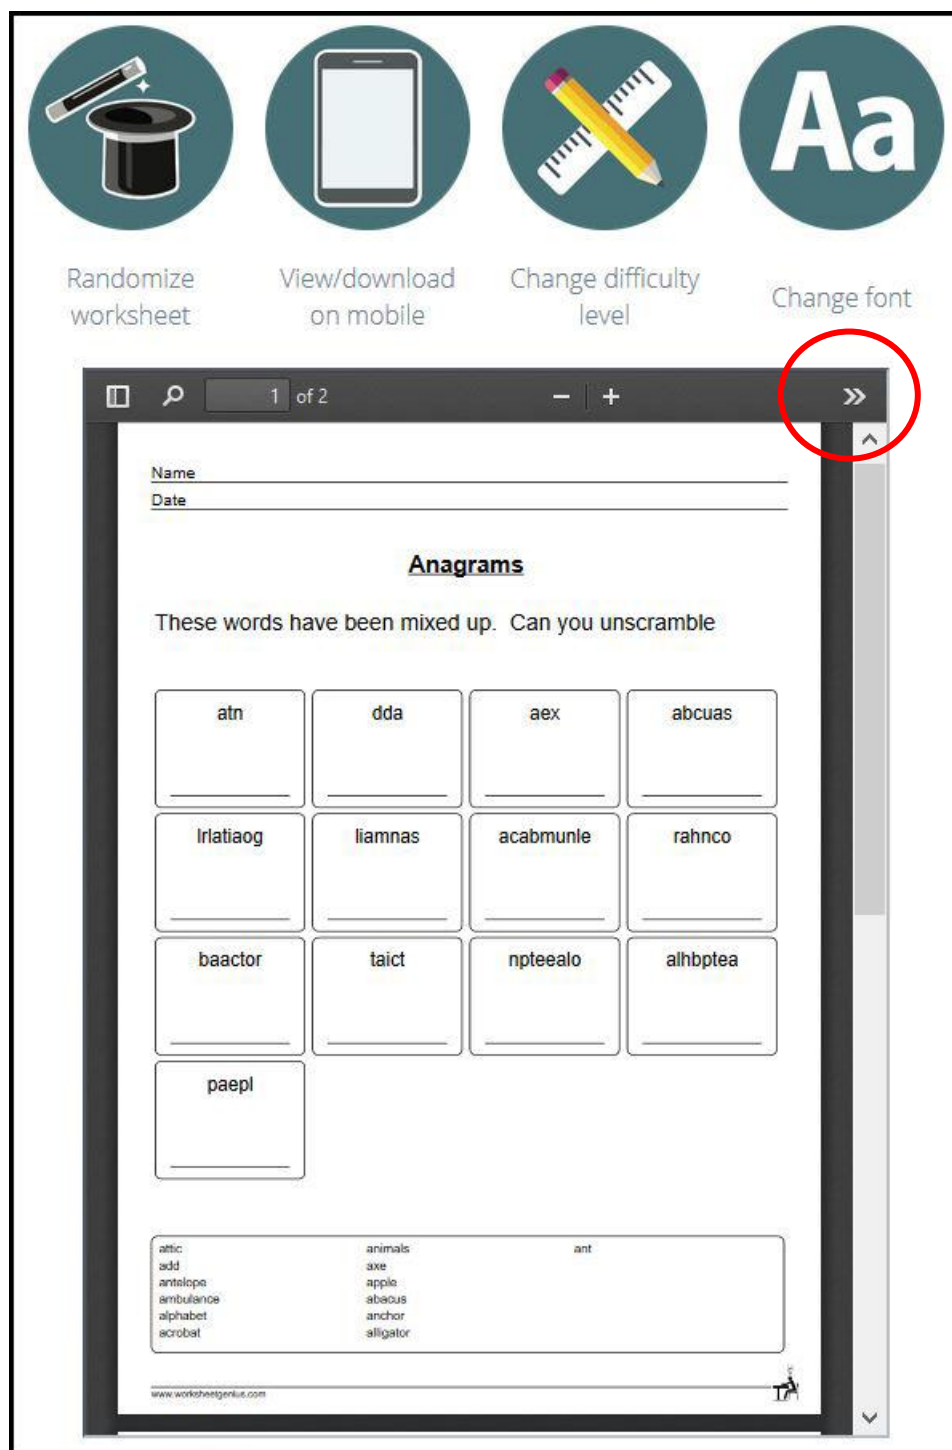 Aa
Randomize
worksheet
View/download
on mobile
Change difficulty
level
Change font
1 of 2
Name
Date
Anagrams
These words have been mixed up.  Can you unscramble
atn
dda
aex
abcuas
lrlatiaog
liamnas
acabmunle
rahnco
baactor
taict
npteealo
alhbptea
paepl
attic
add
antelope
ambulance
alphabet
acrobat
animals
axe
apple
abacus
anchor
alligator
ant
www.worksheetgenius.com